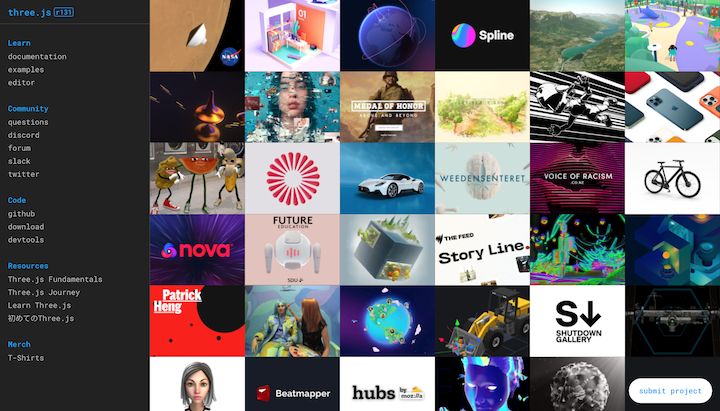 three.js r131
Learn
documentation
examples
editor
Community
questions
discord
forum
slack
twitter
Code
github
download
devtools
Resources
Three.js Fundamentals
Three.js Journey
Learn Three.js
初めてのThree.js
Merch
T-Shirts
NASA
01
Spline
MEDAL OF HONOR
ABOVE AND BEYOND
WEEDENSENTERET
VOICE OF RACISM
.CO.NZ
nova
FUTURE
EDUCATION
SDU
THE FEED
Story Line.
Patrick
Heng
S↓
SHUTDOWN
GALLERY
Beatmapper
hubs by moz://a
submit project